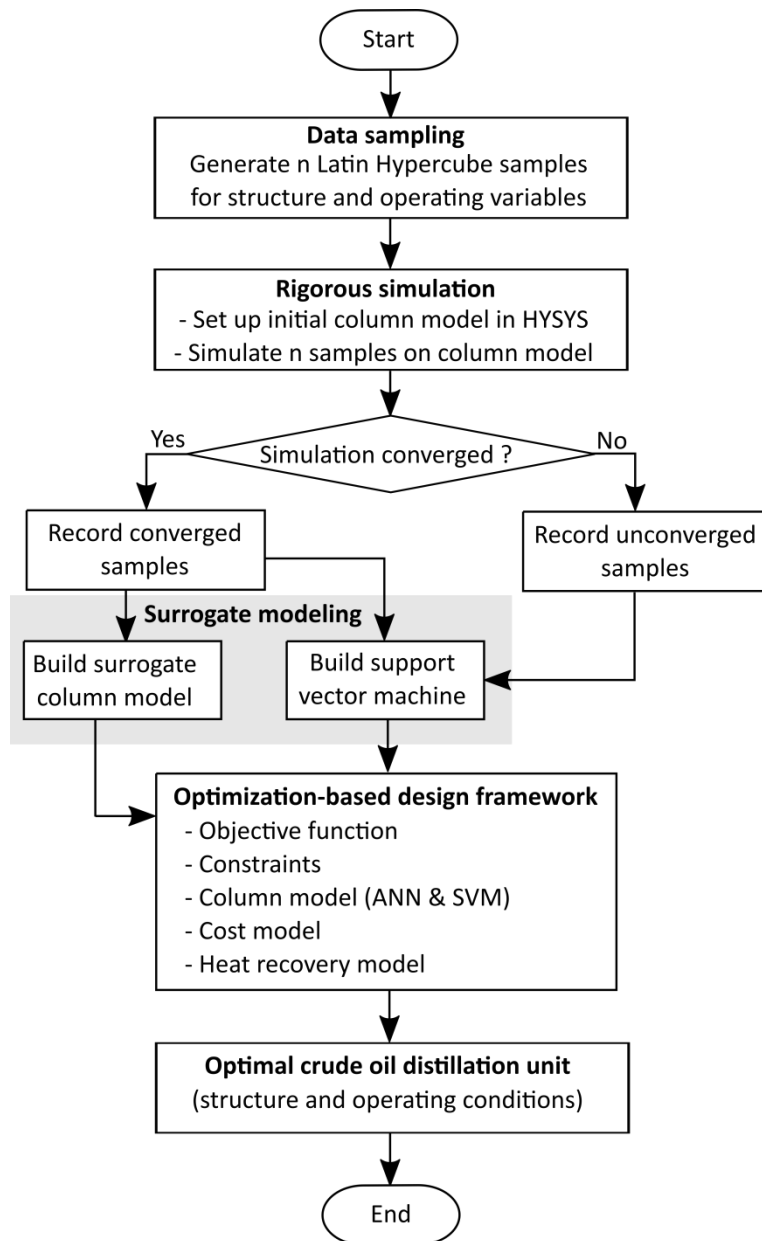 Start
Data sampling
Generate n Latin Hypercube samples
for structure and operating variables
Rigorous simulation
- Set up initial column model in HYSYS
- Simulate n samples on column model
Yes
No
Simulation converged ?
Record converged
samples
Record unconverged
samples
Surrogate modeling
Build surrogate
column model
Build support
vector machine
Optimization-based design framework
- Objective function
- Constraints
- Column model (ANN & SVM)
- Cost model
- Heat recovery model
Optimal crude oil distillation unit
(structure and operating conditions)
End